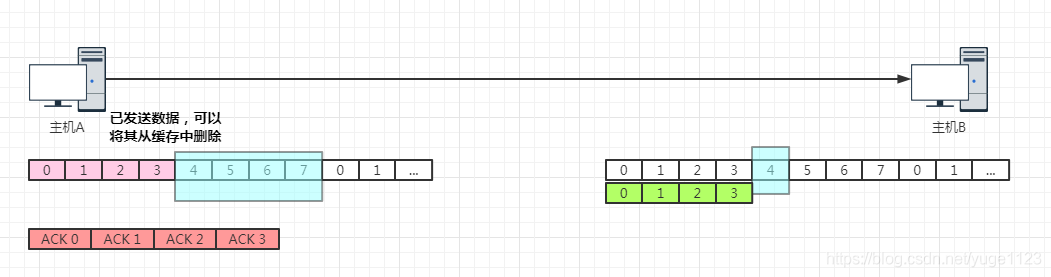 主机A
已发送数据，可以
将其从缓存中删除
主机B
0 1 2 3 4 5 6 7 0 1 ...
0 1 2 3 4 5 6 7 0 1 ...
0 1 2 3
ACK 0 ACK 1 ACK 2 ACK 3
https://blog.csdn.net/yuga1123